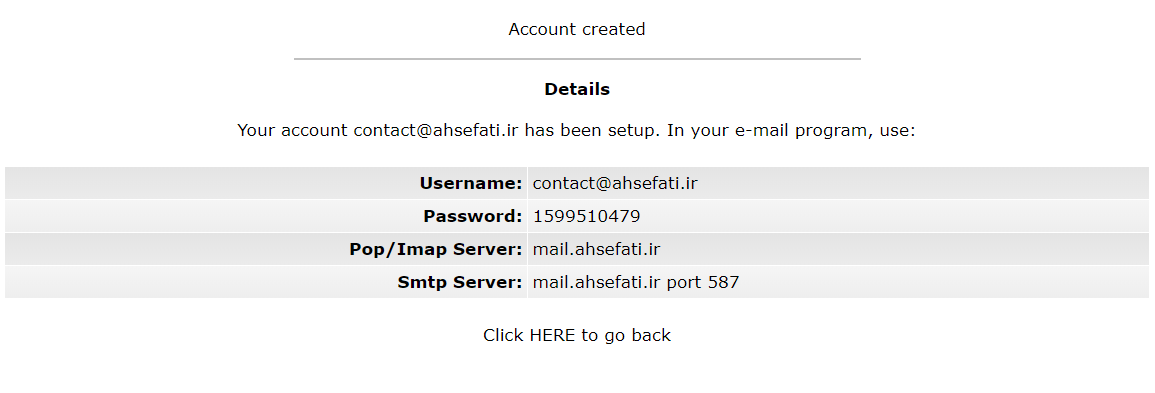 Account created
Details
Your account contact@ahsefati.ir has been setup. In your e-mail program, use:
Username: contact@ahsefati.ir
Password: 1599510479
Pop/Imap Server: mail.ahsefati.ir
Smtp Server: mail.ahsefati.ir port 587
Click HERE to go back